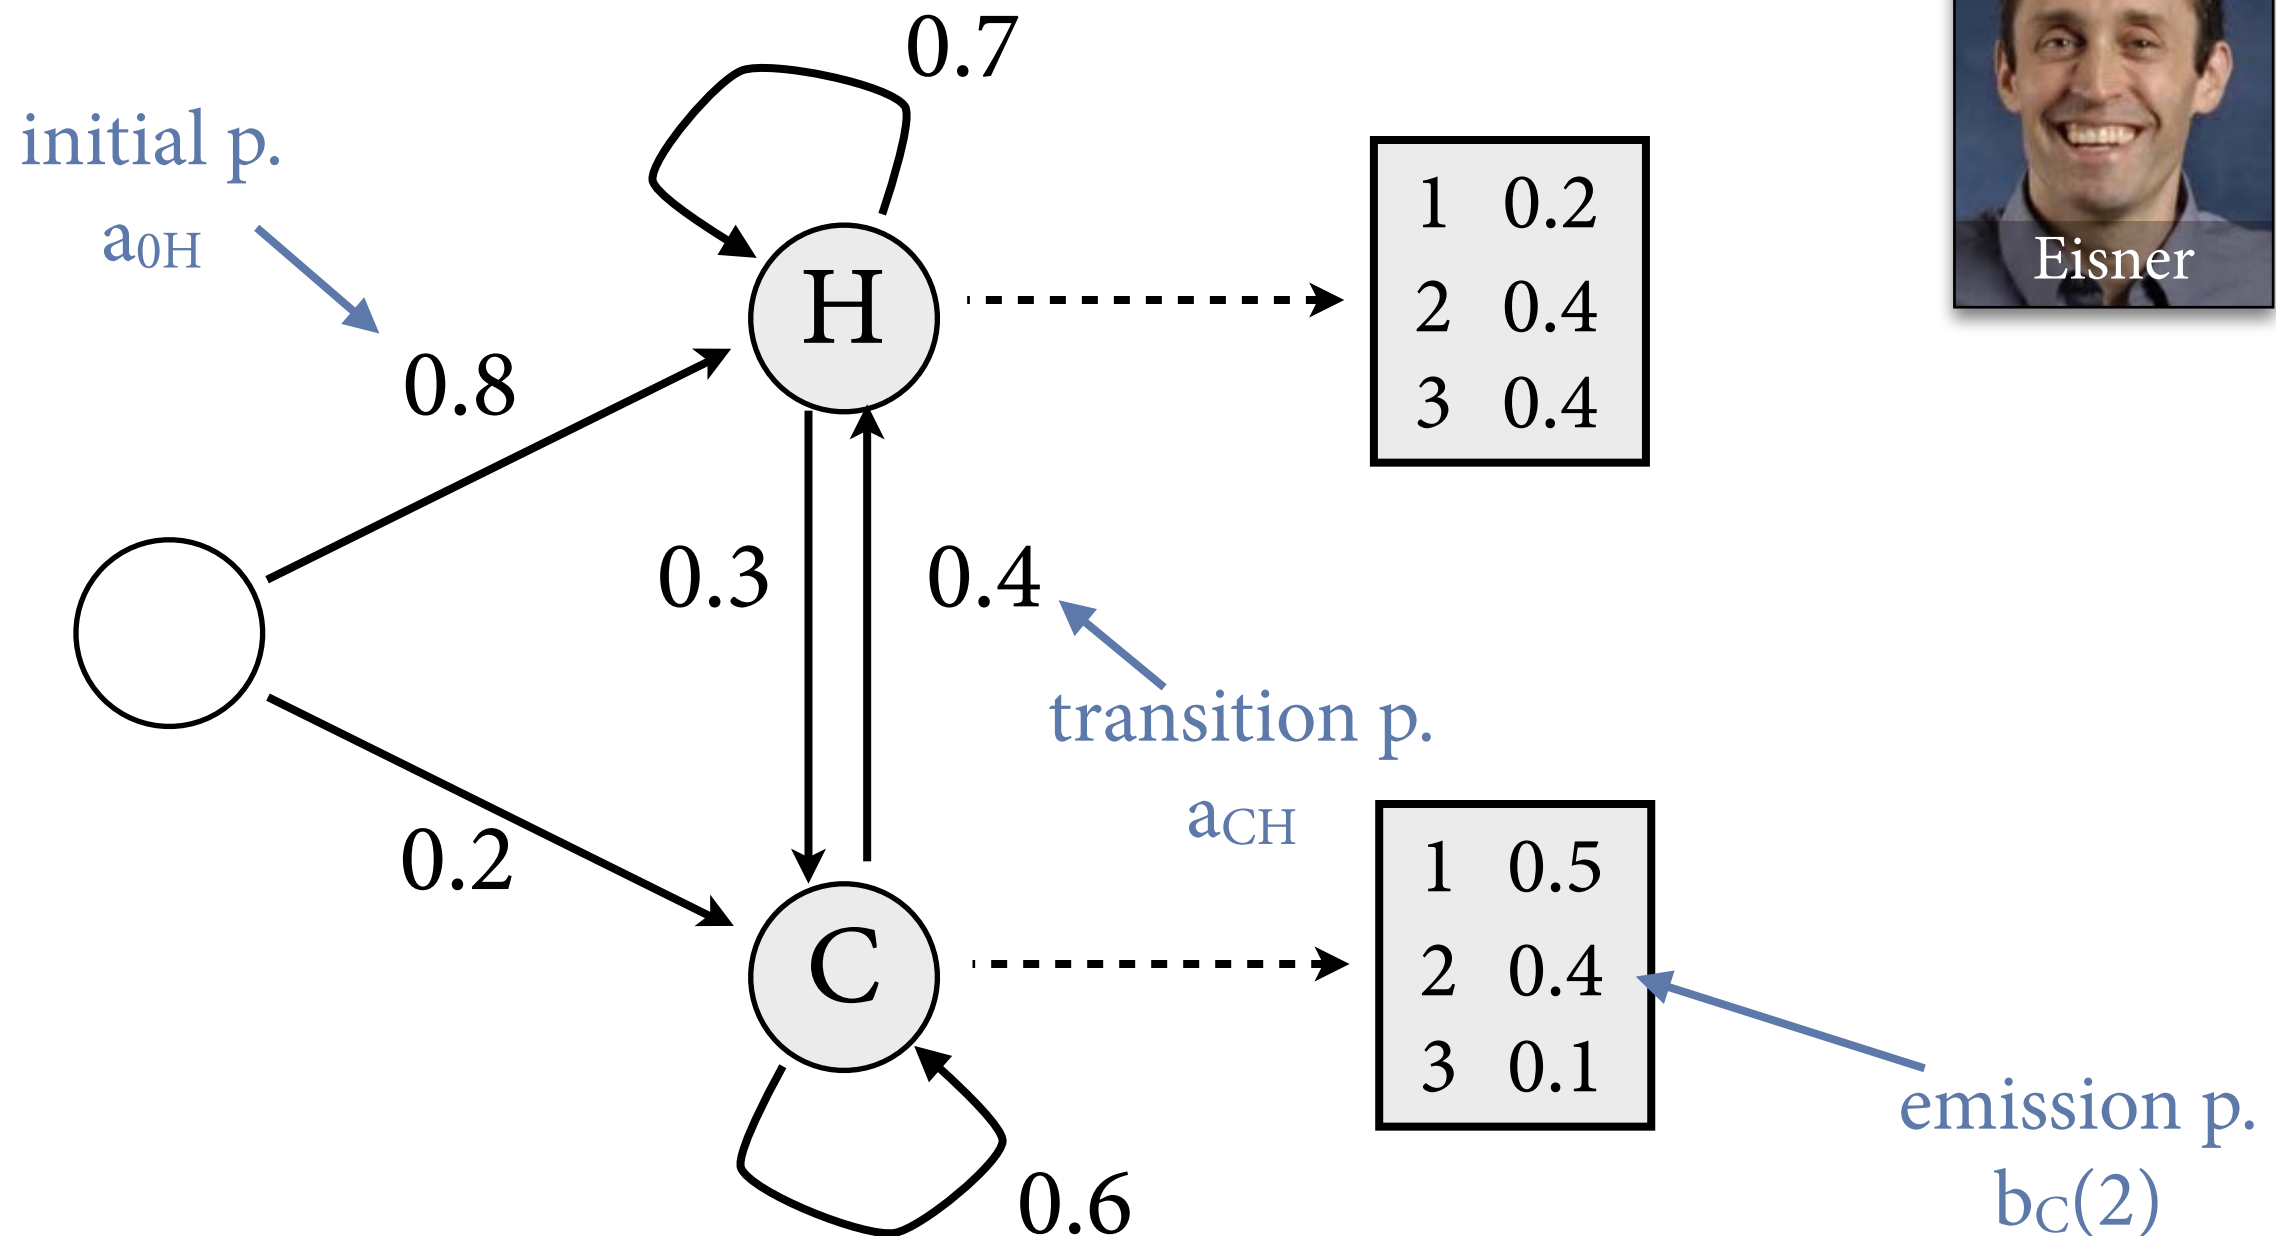 0.7
initial p.
a0H
0.8
H
1 0.2
2 0.4
3 0.4
Eisner
0.3
0.4
transition p.
aCH
0.2
C
1 0.5
2 0.4
3 0.1
0.6
emission p.
bC(2)